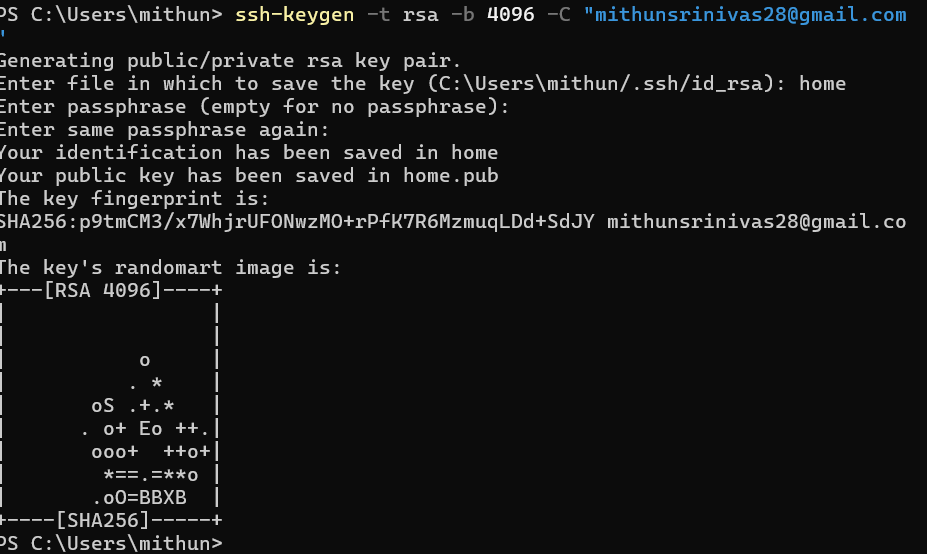 PS C:\Users\mithun> ssh-keygen -t rsa -b 4096 -C "mithunsrinivas28@gmail.com
"
Generating public/private rsa key pair.
Enter file in which to save the key (C:\Users\mithun/.ssh/id_rsa): home
Enter passphrase (empty for no passphrase):
Enter same passphrase again:
Your identification has been saved in home
Your public key has been saved in home.pub
The key fingerprint is:
SHA256:p9tmCM3/x7WhjrUFONwzMO+rPfK7R6MzmuqLDd+SdJY mithunsrinivas28@gmail.co
m
The key's randomart image is:
+---[RSA 4096]----+
|                 |
|                 |
|           o     |
|          . *    |
|       oS .+.*   |
|      . o+ Eo ++.|
|       ooo+  ++o+|
|        *==.=**o |
|       .oO=BBXB  |
+----[SHA256]-----+
PS C:\Users\mithun>